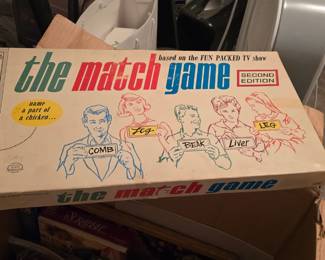 based on the FUN PACKED TV show
the match game
SECOND
EDITION
name
a part of
a chicken...
COMB
Leg
BEAK
Liver
LEG
the match game